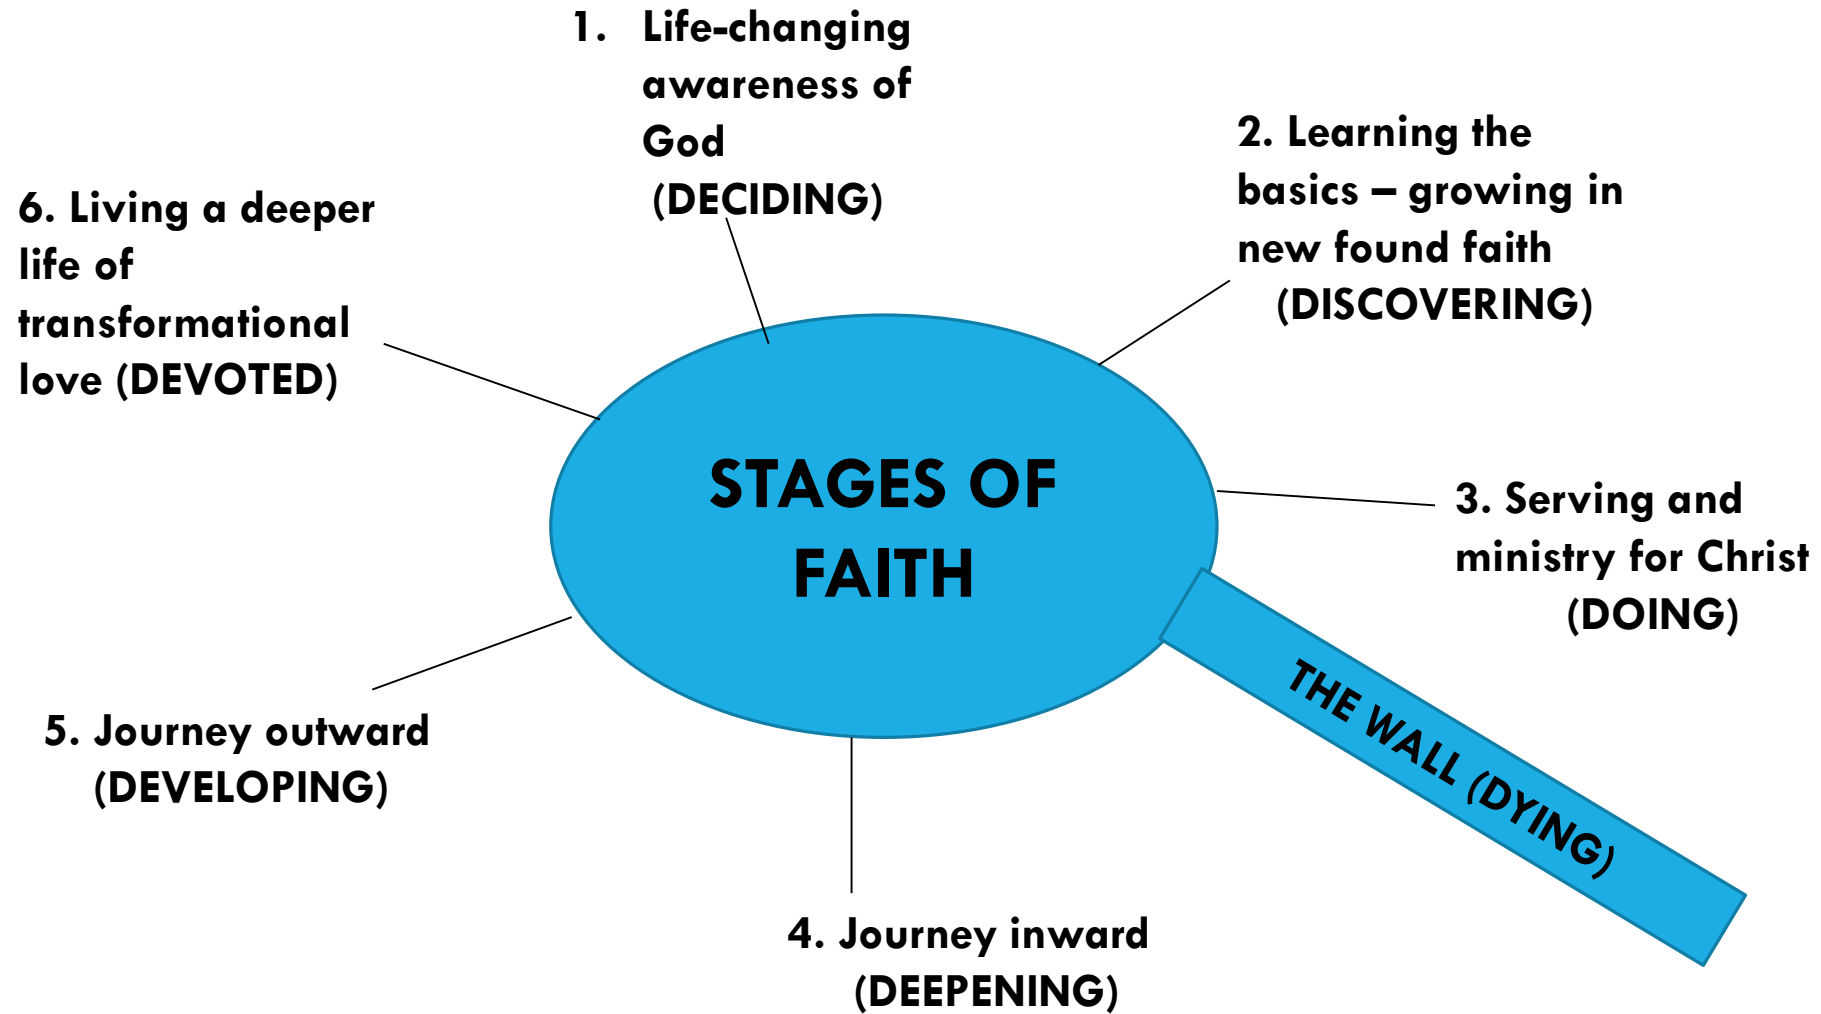 1. Life-changing
awareness of
God
(DECIDING)
2. Learning the
basics – growing in
new found faith
(DISCOVERING)
3. Serving and
ministry for Christ
(DOING)
THE WALL (DYING)
4. Journey inward
(DEEPENING)
5. Journey outward
(DEVELOPING)
6. Living a deeper
life of
transformational
love (DEVOTED)
STAGES OF
FAITH